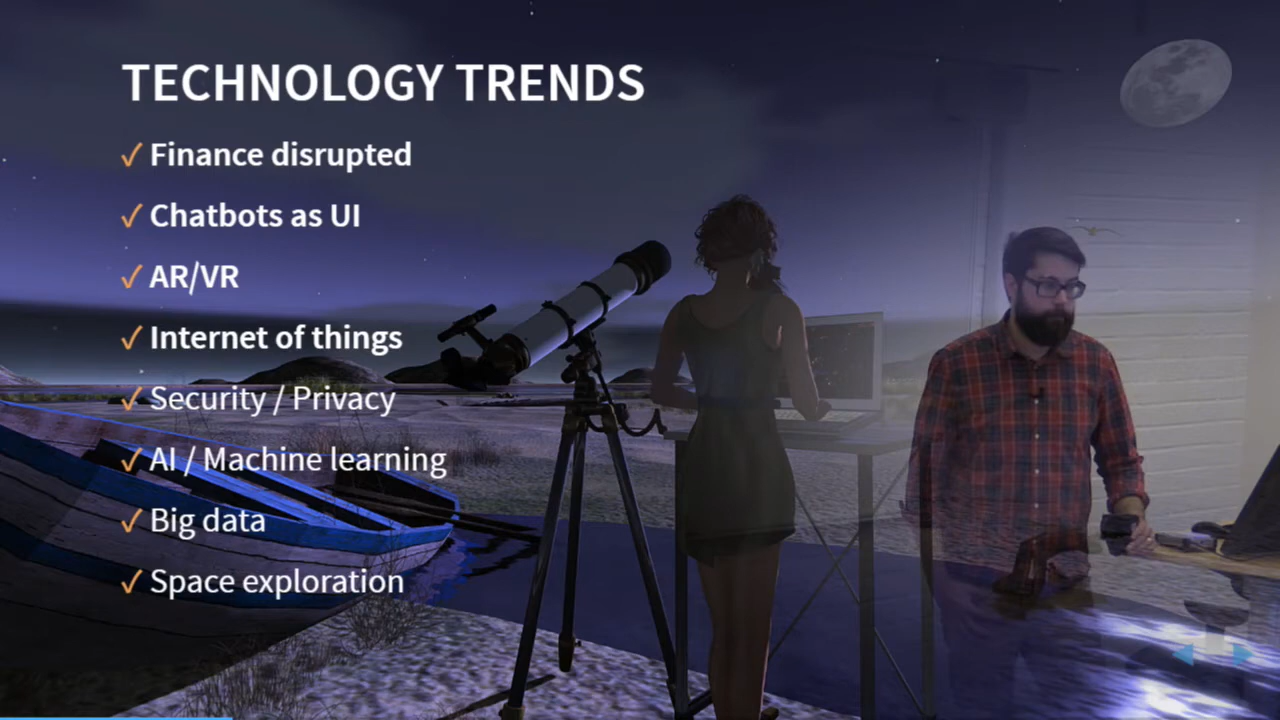 TECHNOLOGY TRENDS
✓ Finance disrupted
✓ Chatbots as UI
✓ AR/VR
✓ Internet of things
✓ Security / Privacy
✓ AI / Machine learning
✓ Big data
✓ Space exploration